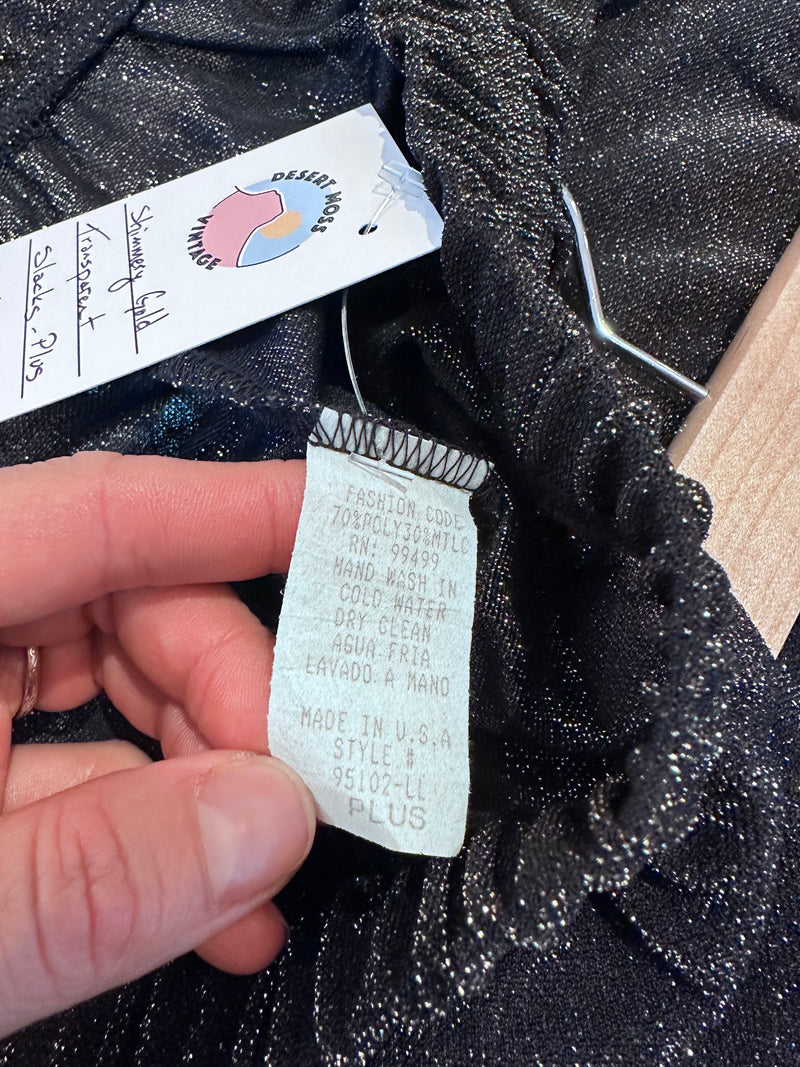 DESERT MOSS
VINTAGE
Shimmery Gold
Transparent
Slacks - Plus
FASHION CODE
70%POLY30%MTLC
RN: 99499
HAND WASH IN
COLD WATER
DRY CLEAN
AGUA FRIA
LAVADO A MANO
MADE IN U.S.A
STYLE #
95102-LL
PLUS